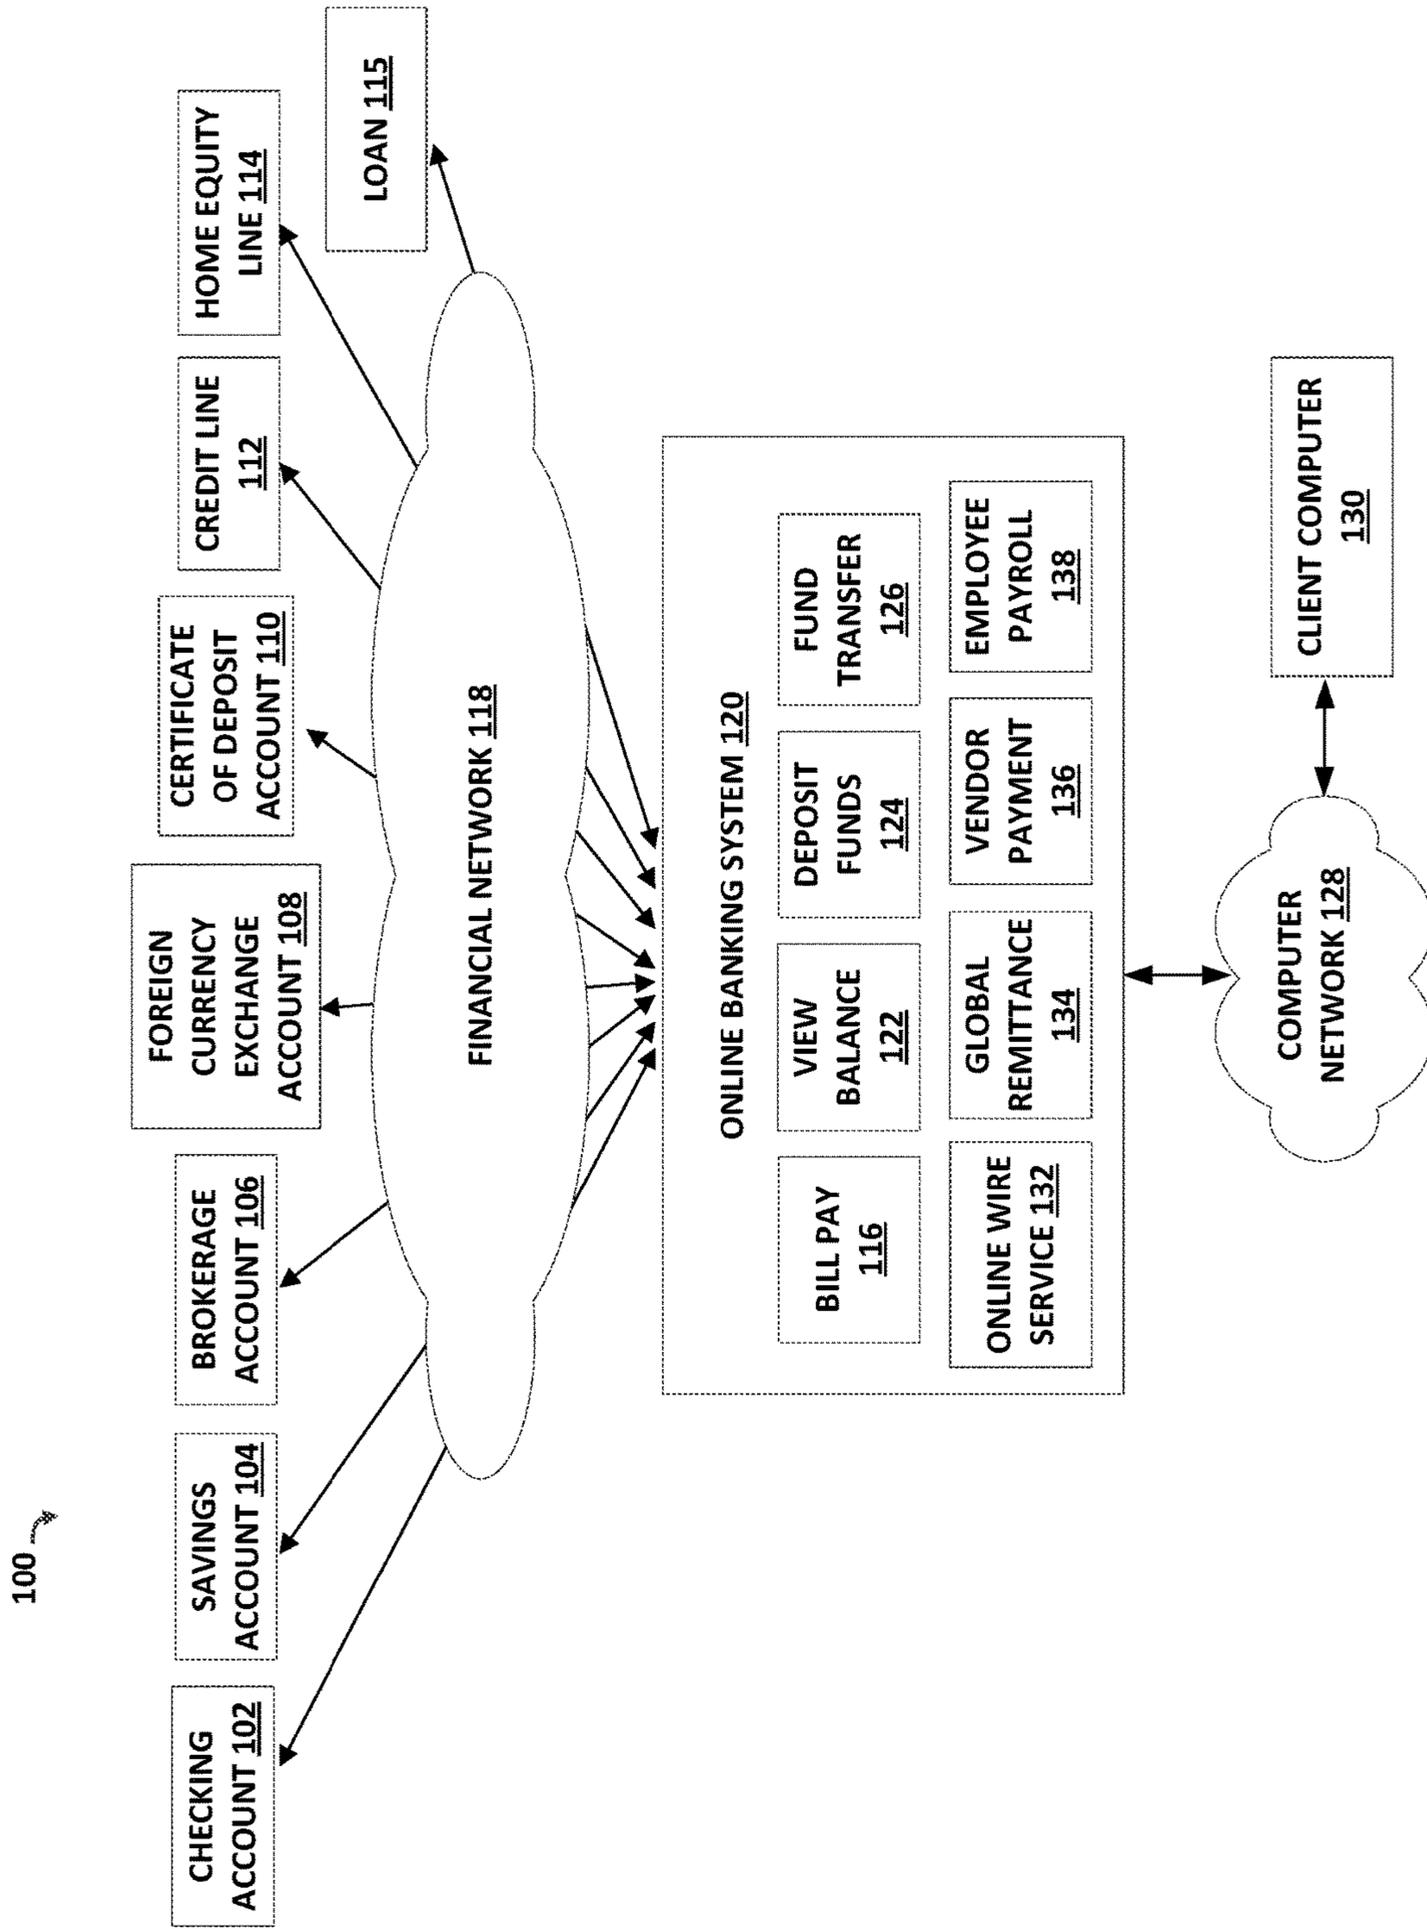 100
CHECKING
ACCOUNT 102
SAVINGS
ACCOUNT 104
BROKERAGE
ACCOUNT 106
FOREIGN
CURRENCY
EXCHANGE
ACCOUNT 108
CERTIFICATE
OF DEPOSIT
ACCOUNT 110
CREDIT LINE
112
HOME EQUITY
LINE 114
LOAN 115
FINANCIAL NETWORK 118
ONLINE BANKING SYSTEM 120
BILL PAY
116
VIEW
BALANCE
122
DEPOSIT
FUNDS
124
FUND
TRANSFER
126
ONLINE WIRE
SERVICE 132
GLOBAL
REMITTANCE
134
VENDOR
PAYMENT
136
EMPLOYEE
PAYROLL
138
COMPUTER
NETWORK 128
CLIENT COMPUTER
130